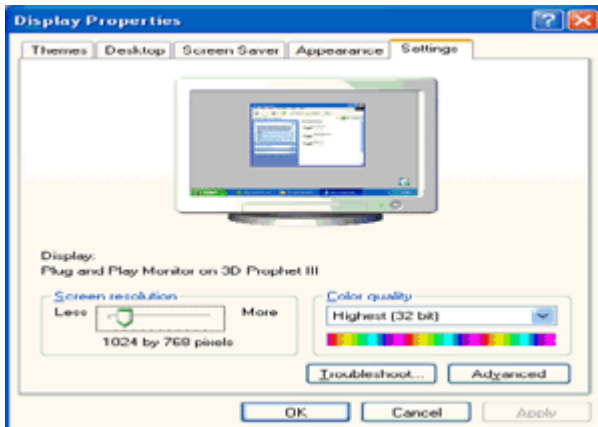 Display Properties
Themes Desktop Screen Saver Appearance Settings
Display:
Plug and Play Monitor on 3D Prophet III
Screen resolution
Less More
1024 by 768 pixels
Color quality
Highest (32 bit)
Troubleshoot... Advanced
OK Cancel Apply